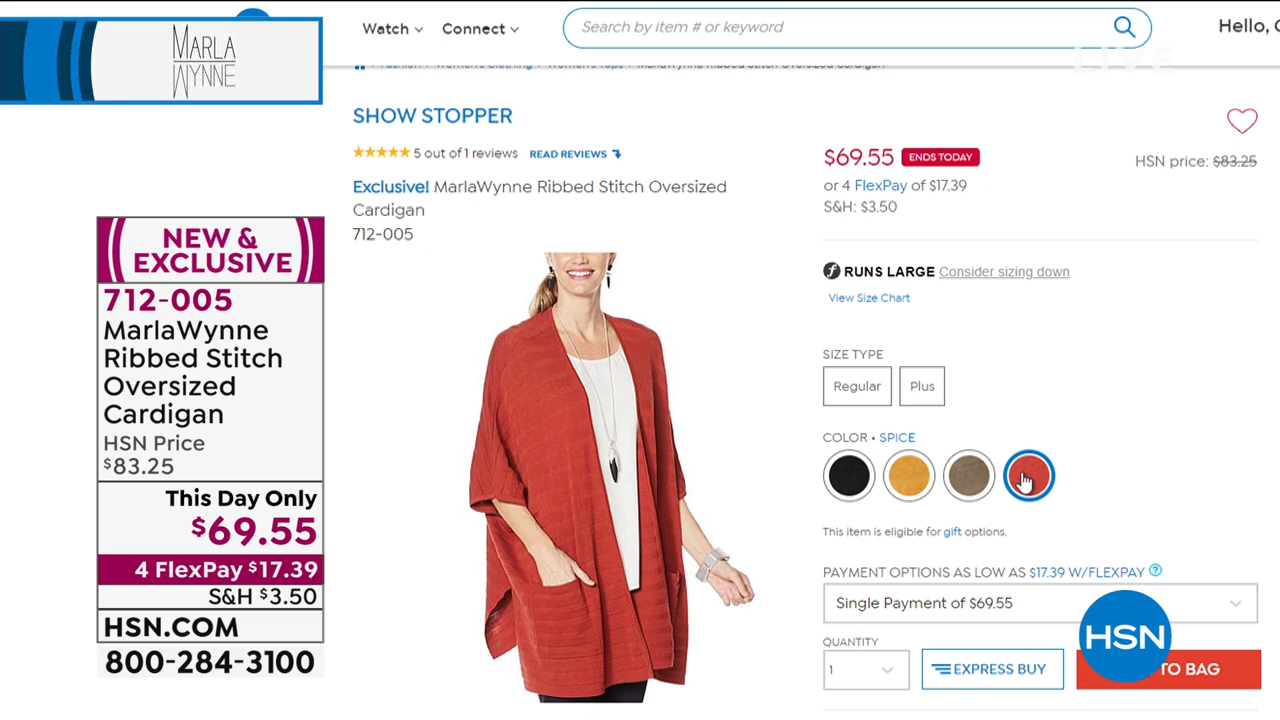 MARLA
WYNNE
Watch
Connect
Search by item # or keyword
Hello,
LIVE
SHOW STOPPER
5 out of 1 reviews READ REVIEWS
Exclusive! MarlaWynne Ribbed Stitch Oversized
Cardigan
712-005
$69.55 ENDS TODAY
HSN price: $83.25
or 4 FlexPay of $17.39
S&H: $3.50
RUNS LARGE Consider sizing down
View Size Chart
SIZE TYPE
Regular Plus
COLOR • SPICE
This item is eligible for gift options.
PAYMENT OPTIONS AS LOW AS $17.39 W/FLEXPAY ?
Single Payment of $69.55
QUANTITY
1
EXPRESS BUY
TO BAG
HSN
NEW &
EXCLUSIVE
712-005
MarlaWynne
Ribbed Stitch
Oversized
Cardigan
HSN Price
$83.25
This Day Only
$69.55
4 FlexPay $17.39
S&H $3.50
HSN.COM
800-284-3100